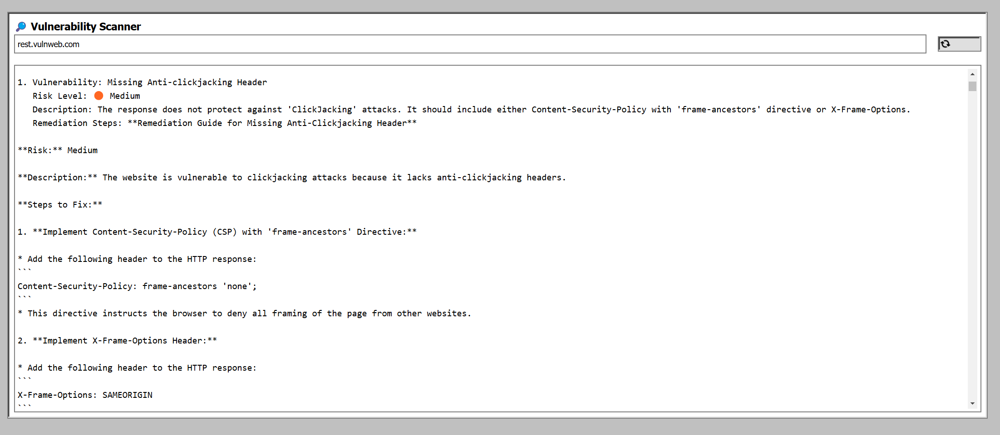 Vulnerability Scanner
rest.vulnweb.com
1. Vulnerability: Missing Anti-clickjacking Header
Risk Level: Medium
Description: The response does not protect against 'ClickJacking' attacks. It should include either Content-Security-Policy with 'frame-ancestors' directive or X-Frame-Options.
Remediation Steps: **Remediation Guide for Missing Anti-Clickjacking Header**
**Risk:** Medium
**Description:** The website is vulnerable to clickjacking attacks because it lacks anti-clickjacking headers.
**Steps to Fix:**
1. **Implement Content-Security-Policy (CSP) with 'frame-ancestors' Directive:**
* Add the following header to the HTTP response:
```
Content-Security-Policy: frame-ancestors 'none';
```
* This directive instructs the browser to deny all framing of the page from other websites.
2. **Implement X-Frame-Options Header:**
* Add the following header to the HTTP response:
```
X-Frame-Options: SAMEORIGIN
```